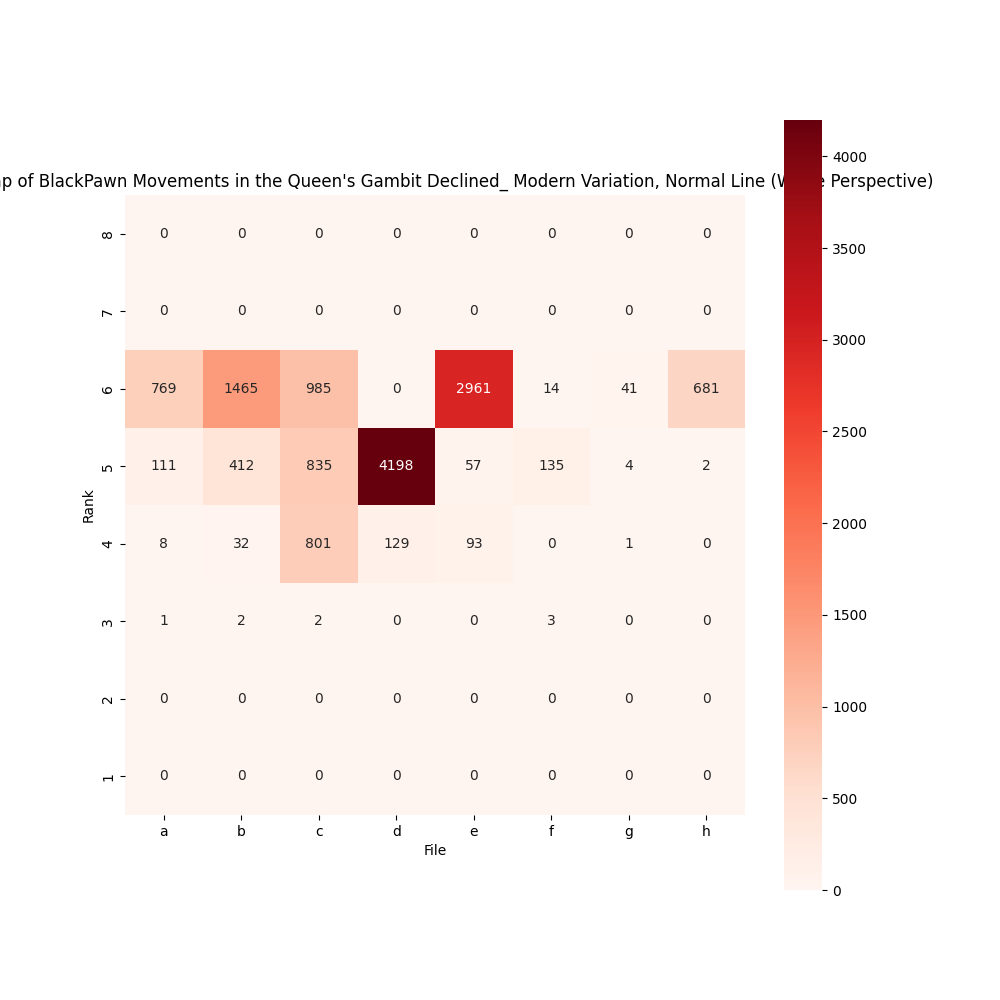 of BlackPawn Movements in the Queen's Gambit Declined_ Modern Variation, Normal Line Perspective)
4000
8 0 0 0 0 0 0 0 0
3500
7 0 0 0 0 0 0 0 0
3000
6 769 1465 985 0 2961 14 41 681
2500
5 111 412 835 4198 57 135 4 2
Rank
2000
4 8 32 801 129 93 0 1 0
1500
3 1 2 2 0 0 3 0 0
1000
2 0 0 0 0 0 0 0 0
500
1 0 0 0 0 0 0 0 0
a b c d e f g h
File
0